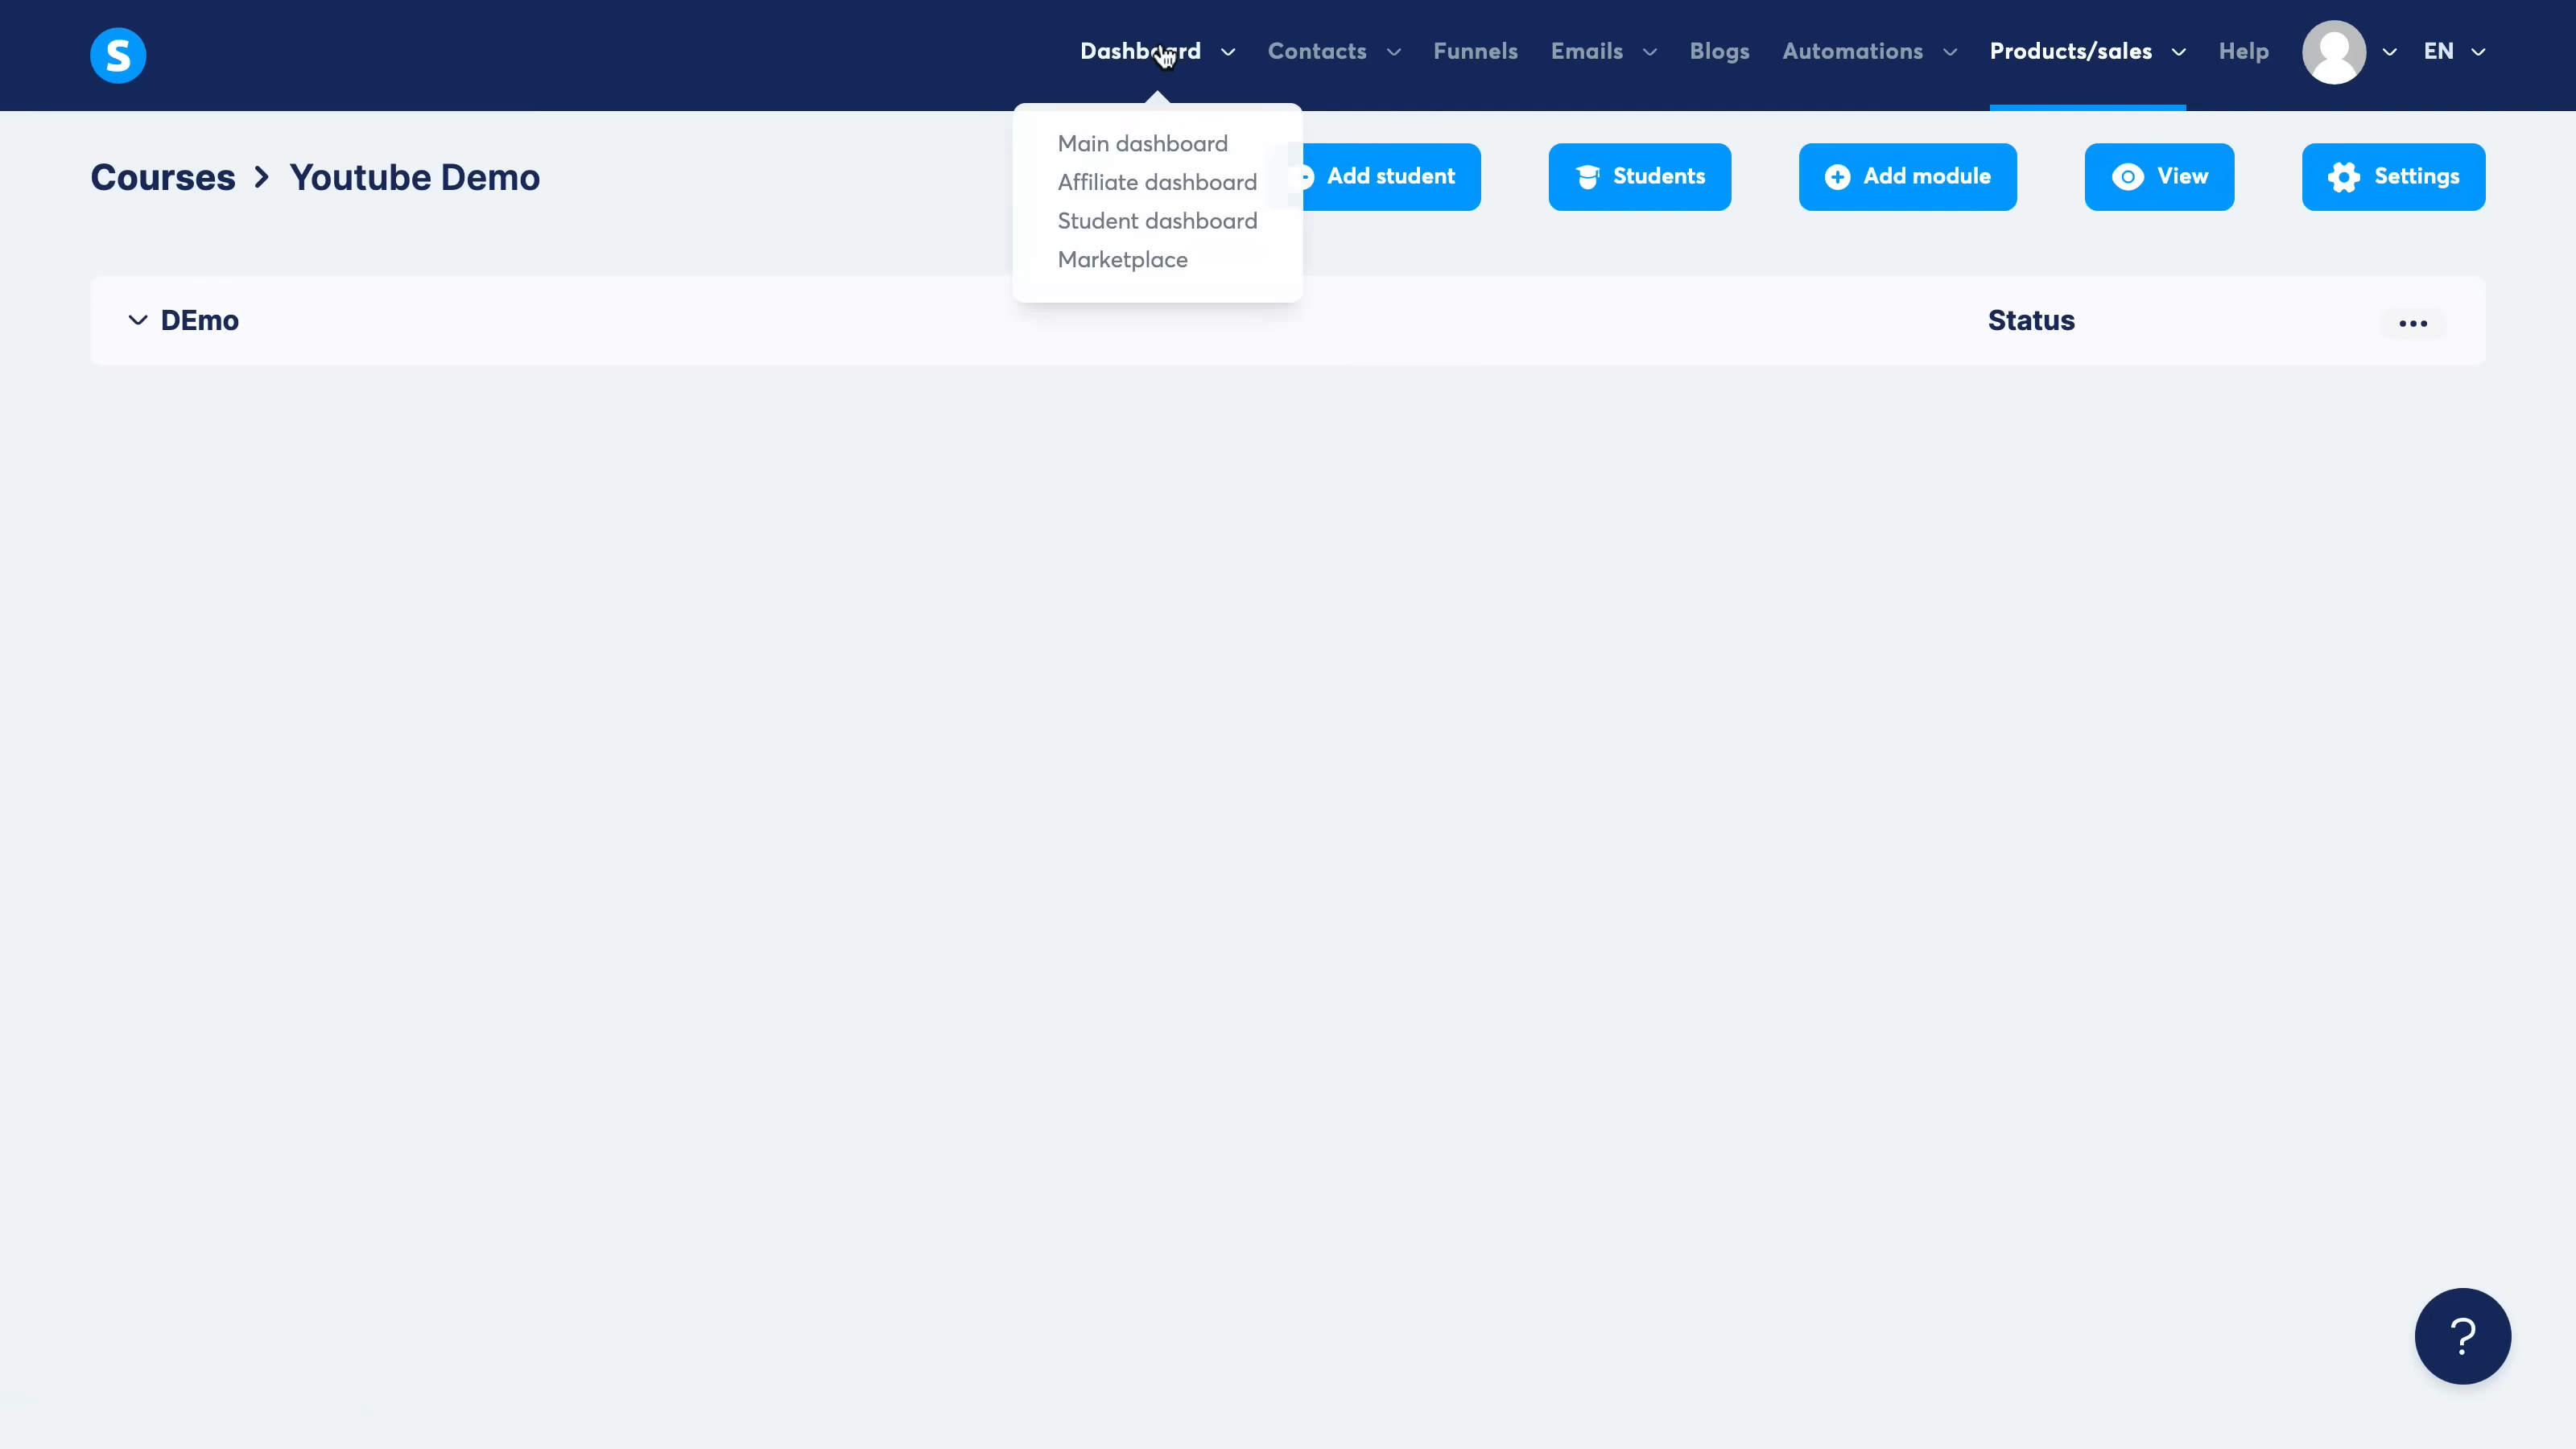 S
Dashboard Contacts Funnels Emails Blogs Automations Products/sales Help EN
Main dashboard
Affiliate dashboard
Student dashboard
Marketplace
Courses > Youtube Demo
Add student Students Add module View Settings
DEmo Status
?